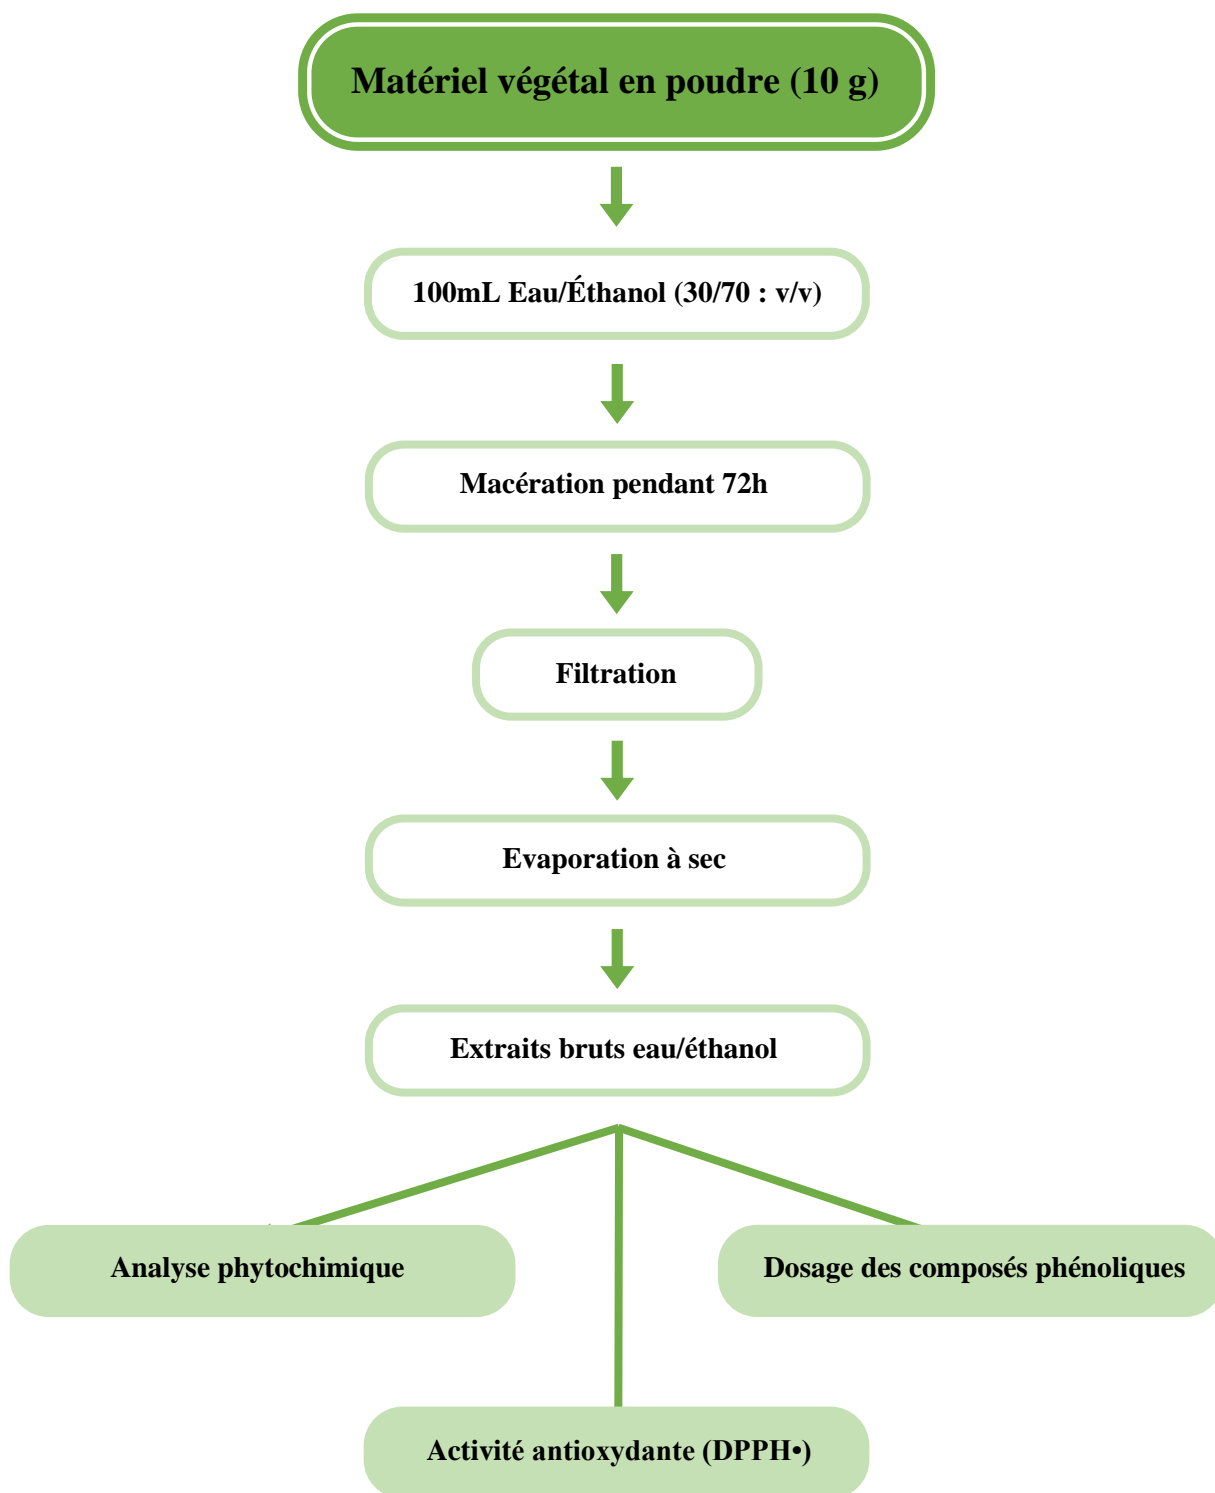 Matériel végétal en poudre (10 g)
100mL Eau/Éthanol (30/70 : v/v)
Macération pendant 72h
Filtration
Evaporation à sec
Extraits bruts eau/éthanol
Analyse phytochimique
Dosage des composés phénoliques
Activité antioxydante (DPPH•)